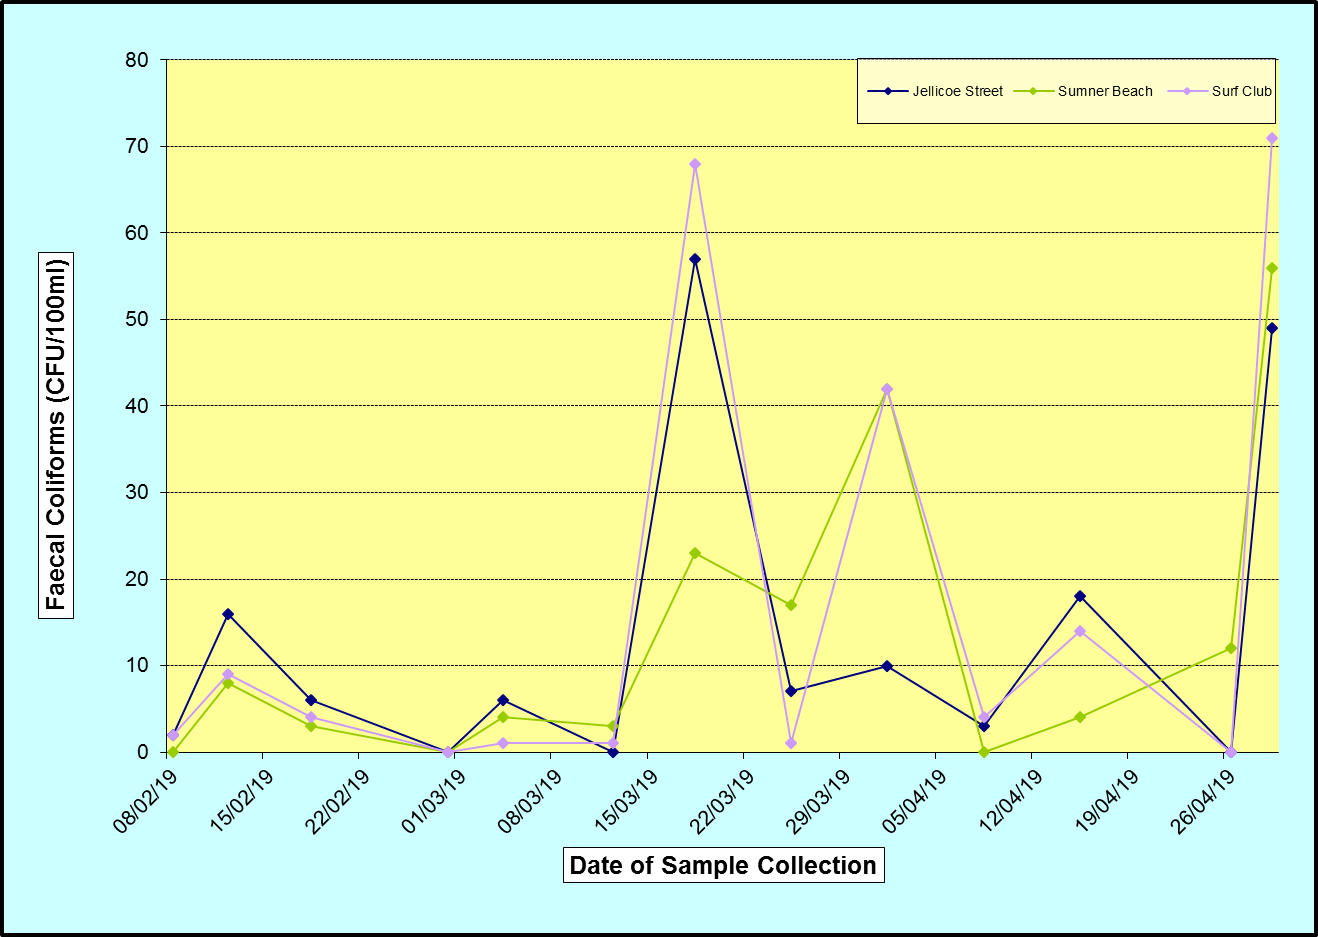 80
Jellicoe Street Sumner Beach Surf Club
70
60
50
40
30
20
10
0
Faecal Coliforms (CFU/100ml)
08/02/19 15/02/19 22/02/19 01/03/19 08/03/19 15/03/19 22/03/19 29/03/19 05/04/19 12/04/19 19/04/19 26/04/19
Date of Sample Collection